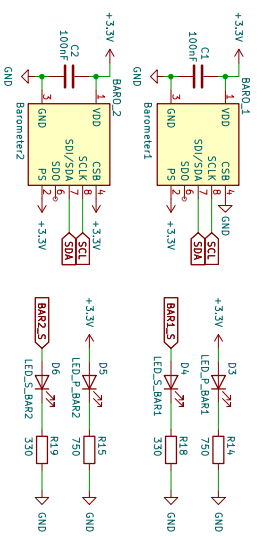 +3.3V
C1
100nF
GND
BARO_1
1
VDD
3
GND
CSB
4
GND
SCLK
8
SCL
SDI/SDA
7
SDA
SDO
6
PS
2
+3.3V
Barometer1
+3.3V
D3
LED_P_BAR1
R14
750
GND
BAR1_S
D4
LED_S_BAR1
R18
330
GND
+3.3V
C2
100nF
GND
BARO_2
1
VDD
3
GND
CSB
4
+3.3V
SCLK
8
SCL
SDI/SDA
7
SDA
SDO
6
PS
2
+3.3V
Barometer2
+3.3V
D5
LED_P_BAR2
R15
750
GND
BAR2_S
D6
LED_S_BAR2
R19
330
GND